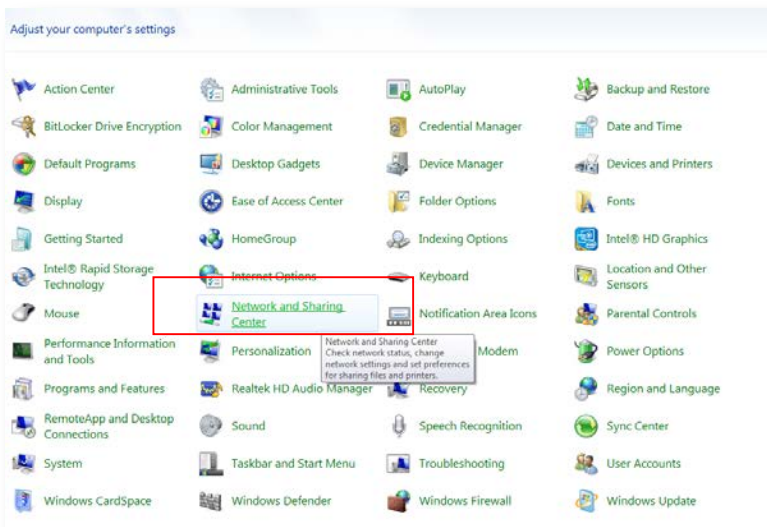 Adjust your computer's settings
Action Center
Administrative Tools
AutoPlay
Backup and Restore
BitLocker Drive Encryption
Color Management
Credential Manager
Date and Time
Default Programs
Desktop Gadgets
Device Manager
Devices and Printers
Display
Ease of Access Center
Folder Options
Fonts
Getting Started
HomeGroup
Indexing Options
Intel® HD Graphics
Intel® Rapid Storage
Technology
Internet Options
Keyboard
Location and Other
Sensors
Mouse
Network and Sharing
Center
Notification Area Icons
Parental Controls
Performance Information
and Tools
Personalization
Network and Sharing Center
Check network status, change
network settings and set preferences
for sharing files and printers.
Modem
Power Options
Programs and Features
Realtek HD Audio Manager
Recovery
Region and Language
RemoteApp and Desktop
Connections
Sound
Speech Recognition
Sync Center
System
Taskbar and Start Menu
Troubleshooting
User Accounts
Windows CardSpace
Windows Defender
Windows Firewall
Windows Update